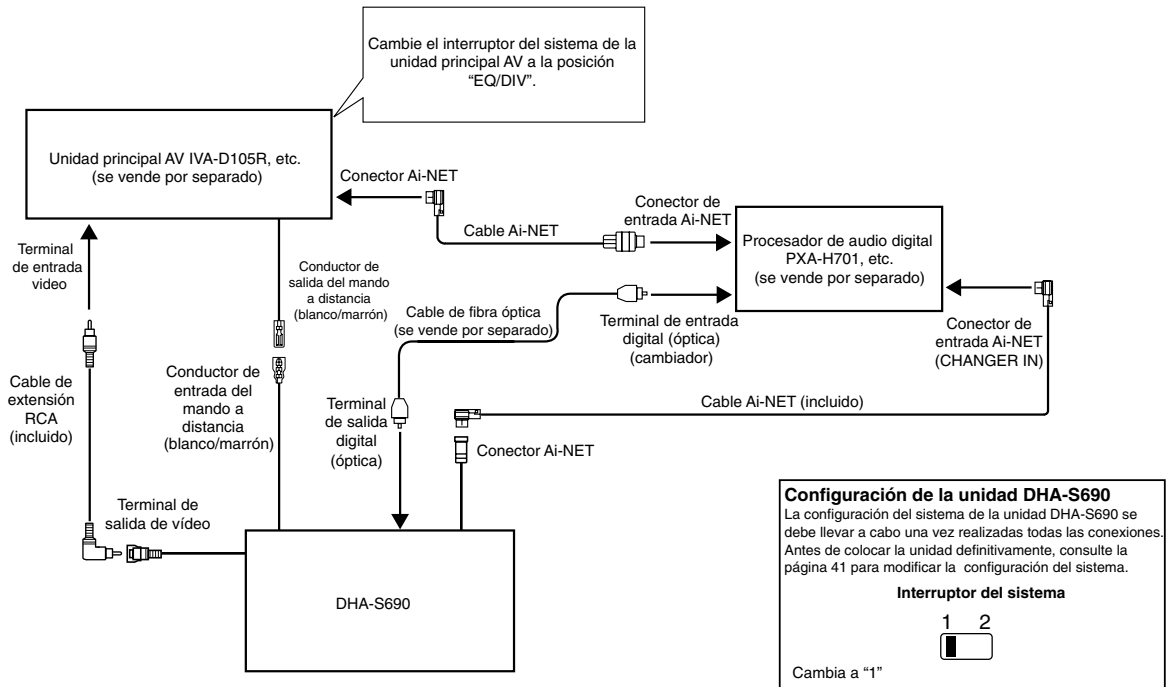 Cambie el interruptor del sistema de la
unidad principal AV a la posición
“EQ/DIV”.
Unidad principal AV IVA-D105R, etc.
(se vende por separado)
Conector Ai-NET
Cable Ai-NET
Conector de
entrada Ai-NET
Procesador de audio digital
PXA-H701, etc.
(se vende por separado)
Terminal
de entrada
video
Conductor de
salida del mando
a distancia
(blanco/marrón)
Cable de fibra óptica
(se vende por separado)
Terminal de entrada
digital (óptica)
(cambiador)
Conector de
entrada Ai-NET
(CHANGER IN)
Cable de
extensión
RCA
(incluido)
Conductor de
entrada del
mando a
distancia
(blanco/marrón)
Terminal
de salida
digital
(óptica)
Cable Ai-NET (incluido)
Conector Ai-NET
Terminal de
salida de vídeo
DHA-S690
Configuración de la unidad DHA-S690
La configuración del sistema de la unidad DHA-S690 se
debe llevar a cabo una vez realizadas todas las conexiones.
Antes de colocar la unidad definitivamente, consulte la
página 41 para modificar la configuración del sistema.
Interruptor del sistema
1 2
Cambia a “1”